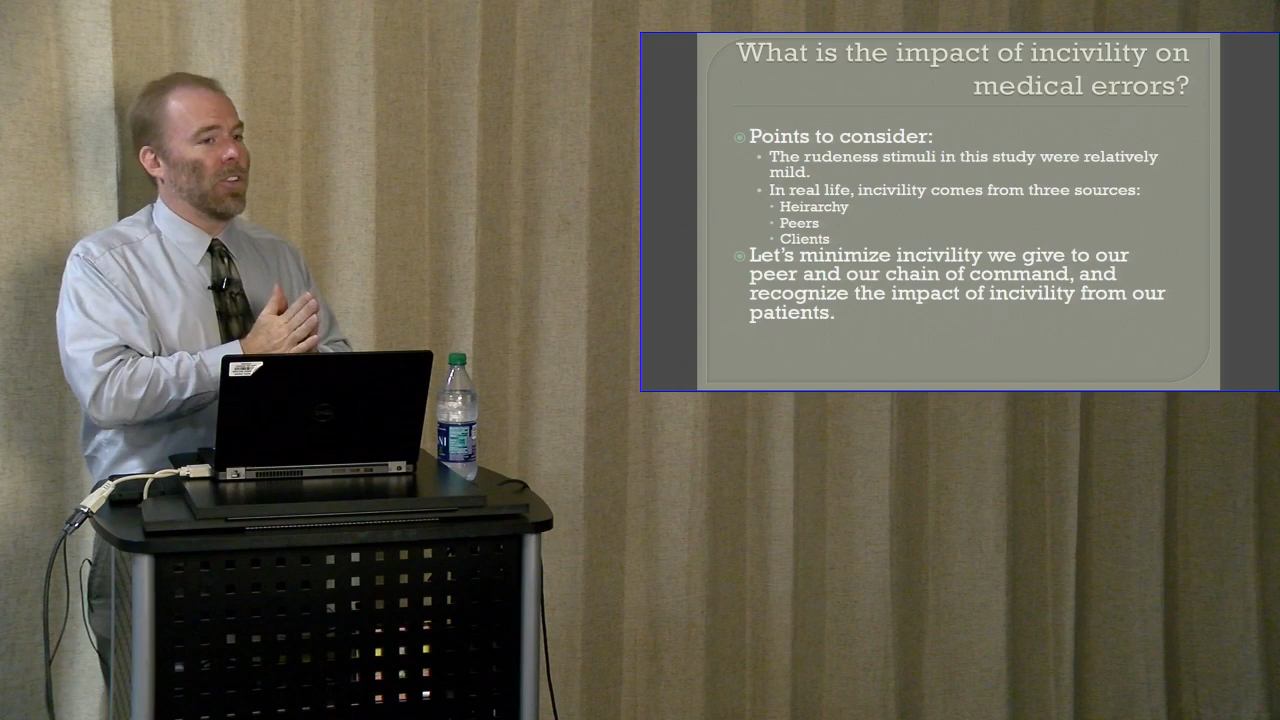 What is the impact of incivility on
medical errors?
Points to consider:
The rudeness stimuli in this study were relatively
mild.
In real life, incivility comes from three sources:
Heirarchy
Peers
Clients
Let's minimize incivility we give to our
peer and our chain of command, and
recognize the impact of incivility from our
patients.